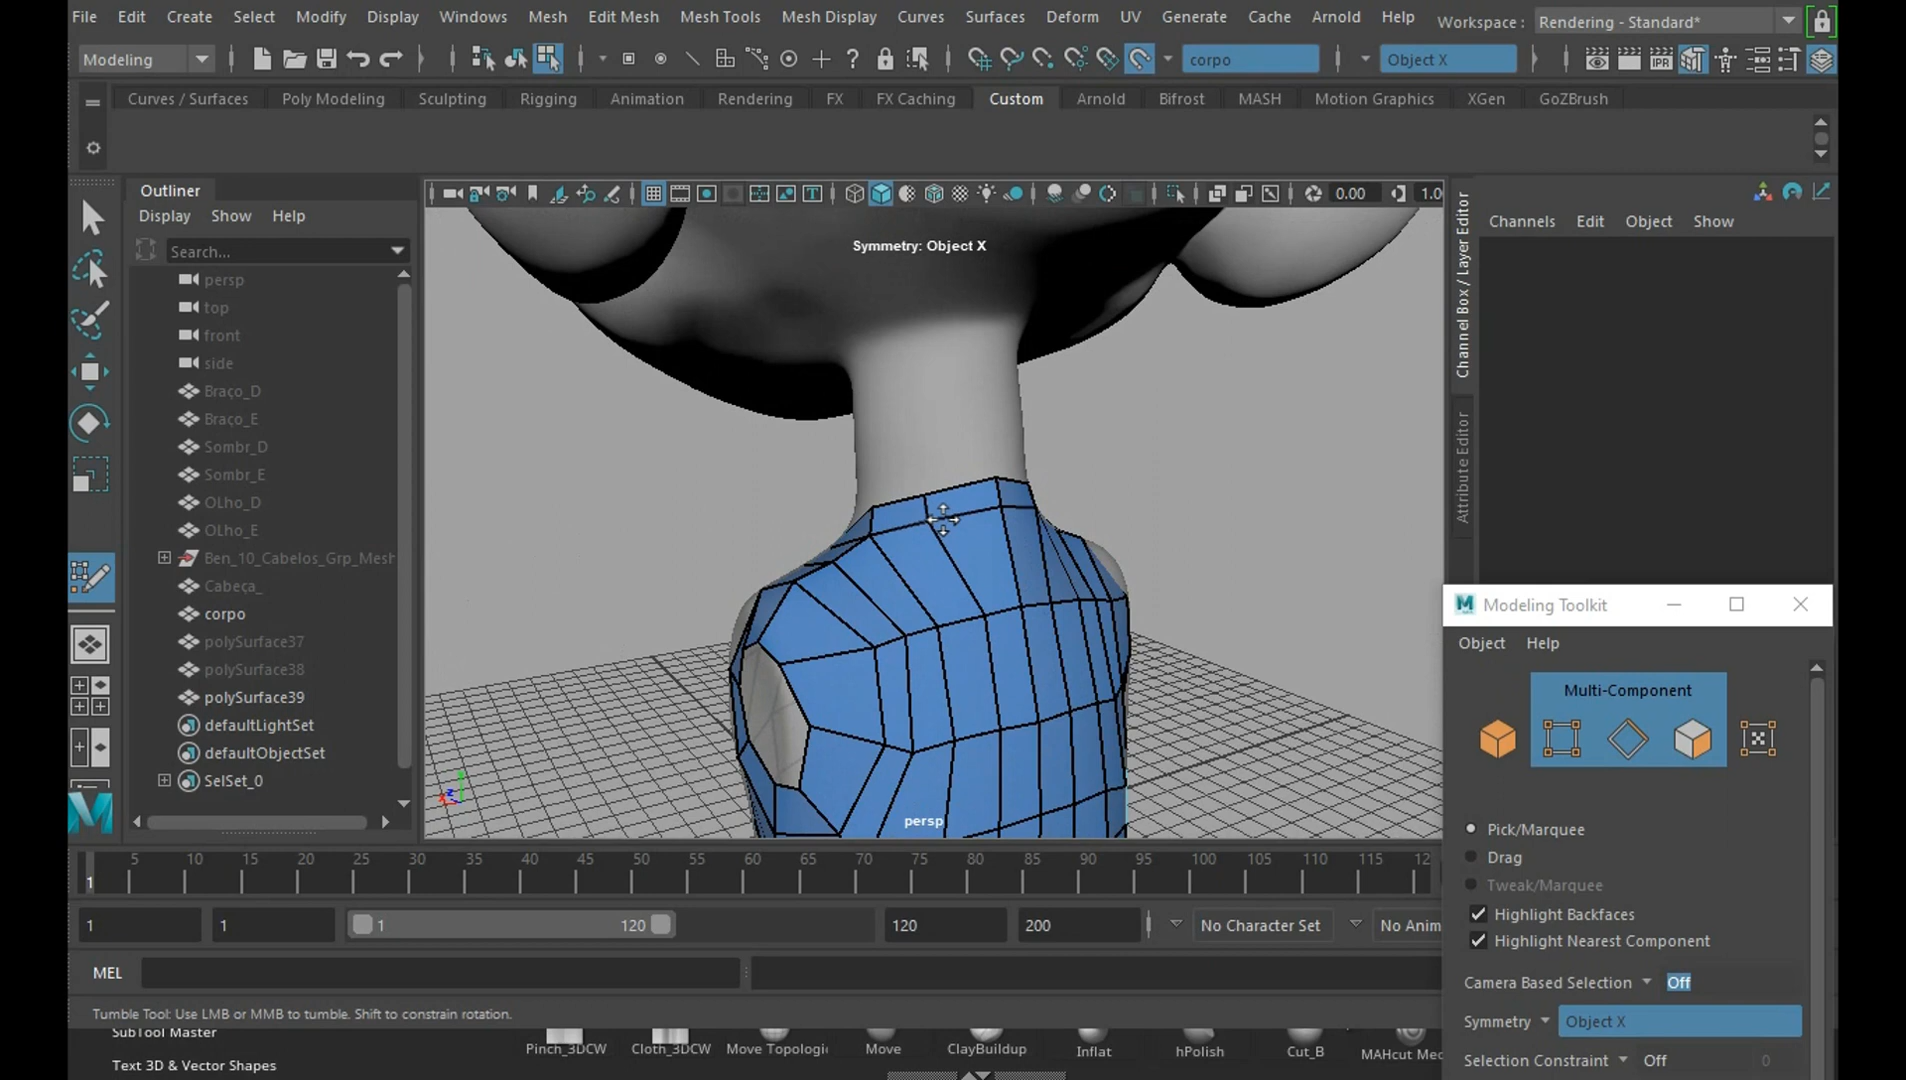 File Edit Create Select Modify Display Windows Mesh Edit Mesh Mesh Tools Mesh Display Curves Surfaces Deform UV Generate Cache Arnold Help Workspace : Rendering - Standard*
Modeling corpo Object X
Curves / Surfaces Poly Modeling Sculpting Rigging Animation Rendering FX FX Caching Custom Arnold Bifrost MASH Motion Graphics XGen GoZBrush
Outliner
Display Show Help
Search...
persp
top
front
side
Braço_D
Braço_E
Sombr_D
Sombr_E
OLho_D
OLho_E
Ben_10_Cabelos_Grp_Mesh
Cabeça_
corpo
polySurface37
polySurface38
polySurface39
defaultLightSet
defaultObjectSet
SelSet_0
IPR
0.00 1.0
Symmetry: Object X
persp
Channel Box / Layer Editor
Attribute Editor
Channels Edit Object Show
Modeling Toolkit
Object Help
Multi-Component
Pick/Marquee
Drag
Tweak/Marquee
Highlight Backfaces
Highlight Nearest Component
Camera Based Selection Off
Symmetry Object X
Selection Constraint Off 0
5 10 15 20 25 30 35 40 45 50 55 60 65 70 75 80 85 90 95 100 105 110 115 12
1
1 1 1 120 120 200 No Character Set No Anim
MEL
Tumble Tool: Use LMB or MMB to tumble. Shift to constrain rotation.
SubTool Master
Text 3D & Vector Shapes
Pinch_3DCW Cloth_3DCW Move Topologi Move ClayBuildup Inflat hPolish Cut_B MAHcut Mec